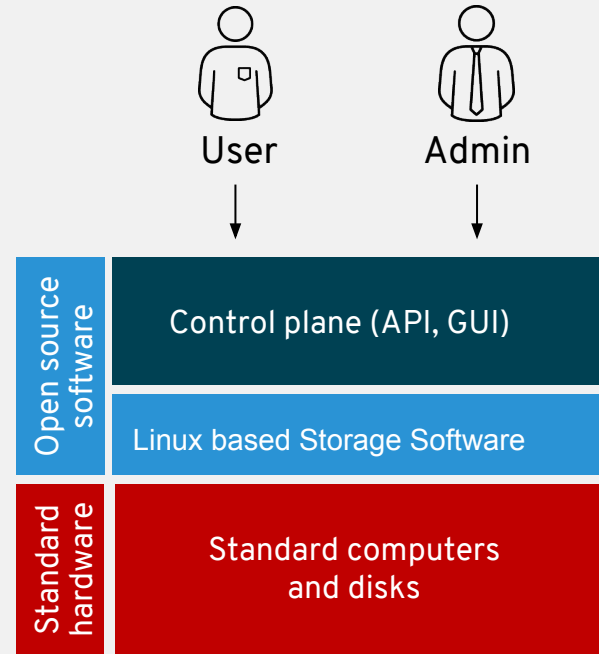 User
Admin
Open source
software
Control plane (API, GUI)
Linux based Storage Software
Standard
hardware
Standard computers
and disks